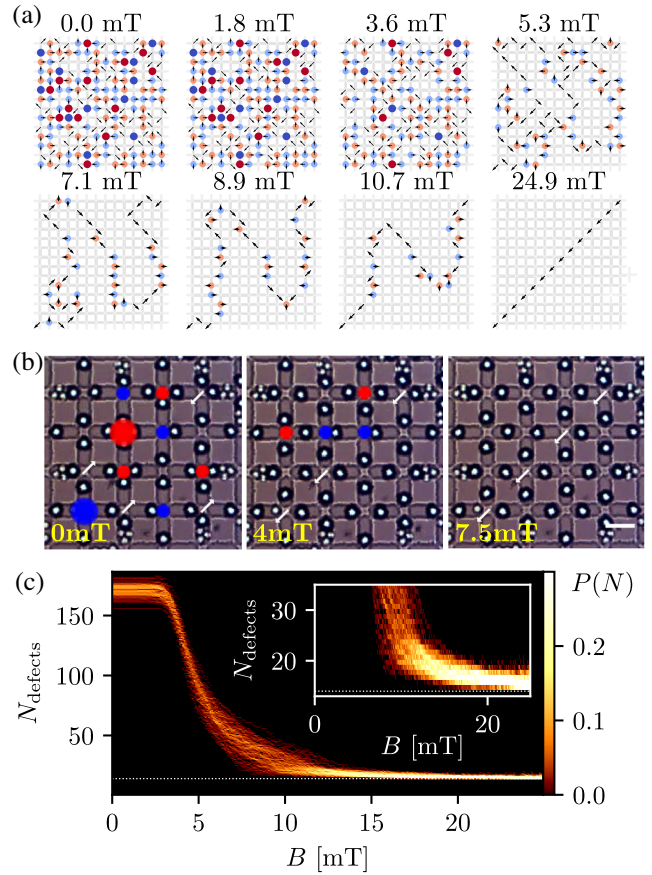 (a)
0.0 mT 1.8 mT 3.6 mT 5.3 mT
7.1 mT 8.9 mT 10.7 mT 24.9 mT
(b)
0mT 4mT 7.5mT
(c)
P(N)
150
100
50
N_defects
0 5 10 15 20
B [mT]
30
20
N_defects
0 20
B [mT]
0.2
0.1
0.0